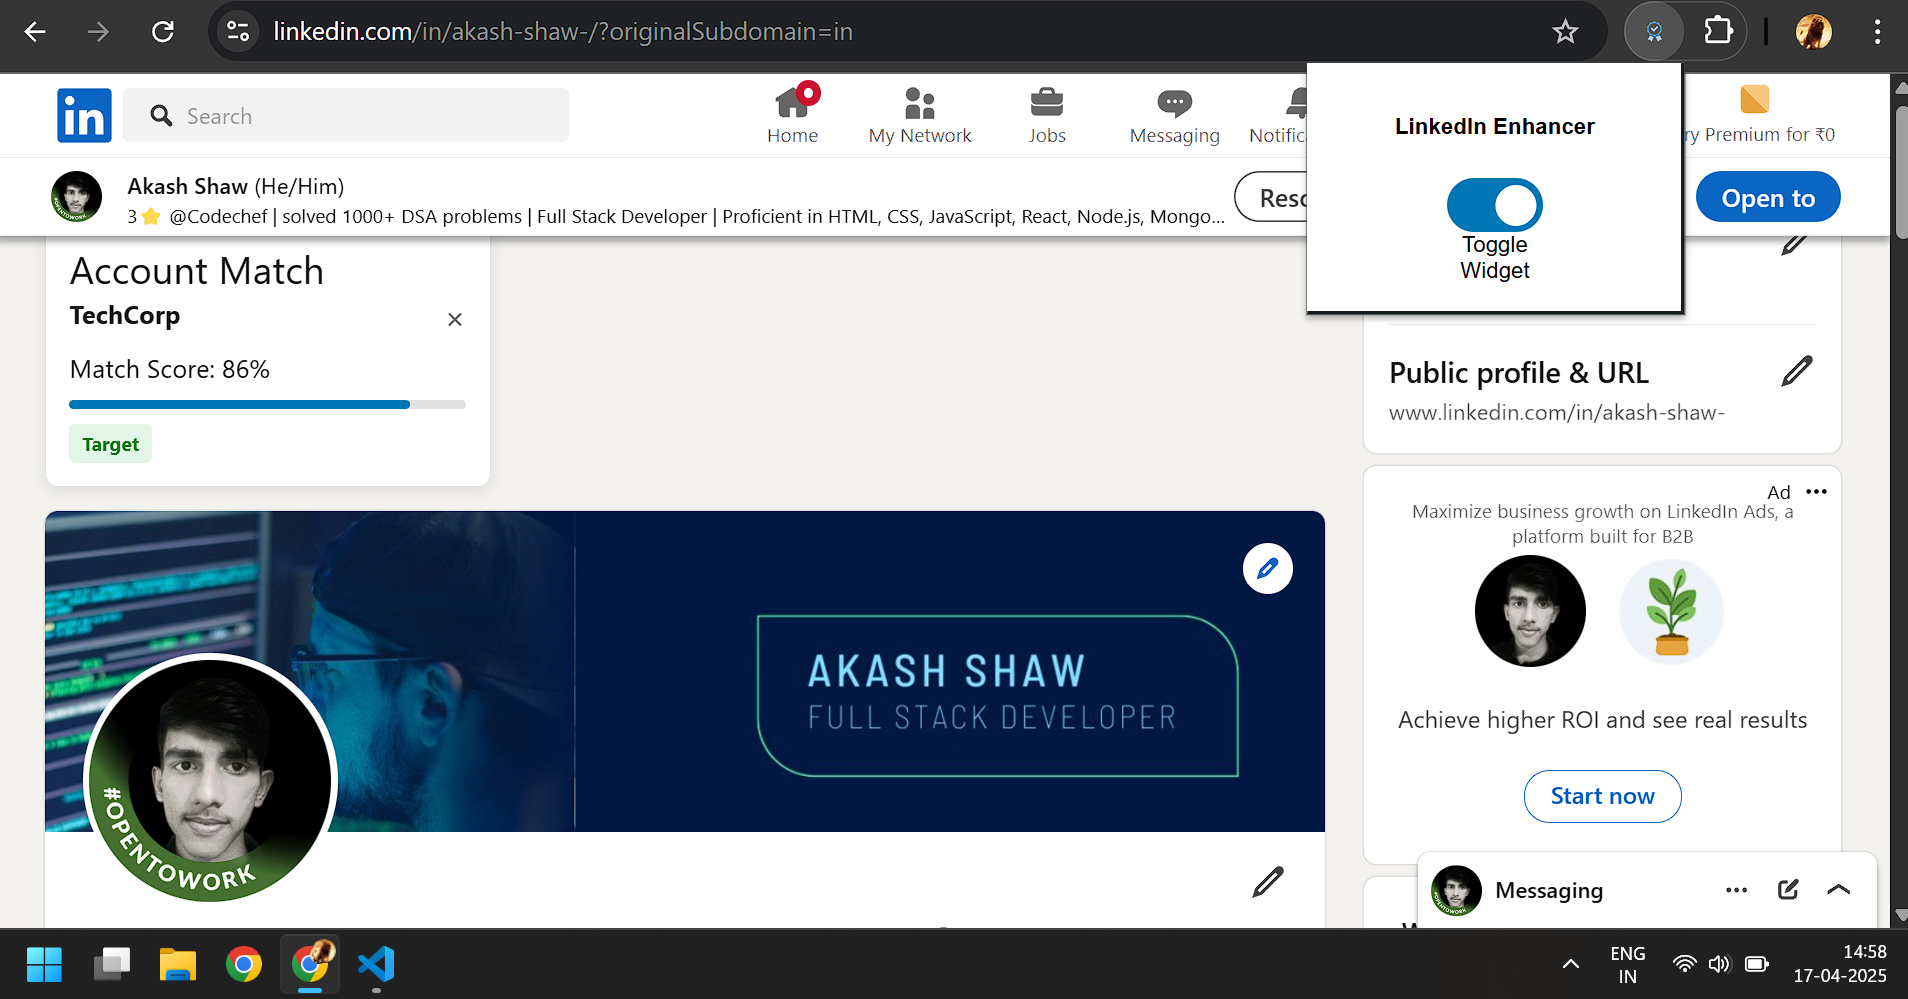 linkedin.com/in/akash-shaw-/?originalSubdomain=in
in
Search
Home
My Network
Jobs
Messaging
Notific
ry Premium for ₹0
LinkedIn Enhancer
Toggle
Widget
Akash Shaw (He/Him)
3⭐ @Codechef | solved 1000+ DSA problems | Full Stack Developer | Proficient in HTML, CSS, JavaScript, React, Node.js, Mongo...
Reso
Open to
Account Match
TechCorp
Match Score: 86%
Target
Public profile & URL
www.linkedin.com/in/akash-shaw-
Ad
Maximize business growth on LinkedIn Ads, a
platform built for B2B
Achieve higher ROI and see real results
Start now
AKASH SHAW
FULL STACK DEVELOPER
#OPENTOWORK
Messaging
ENG
IN
14:58
17-04-2025